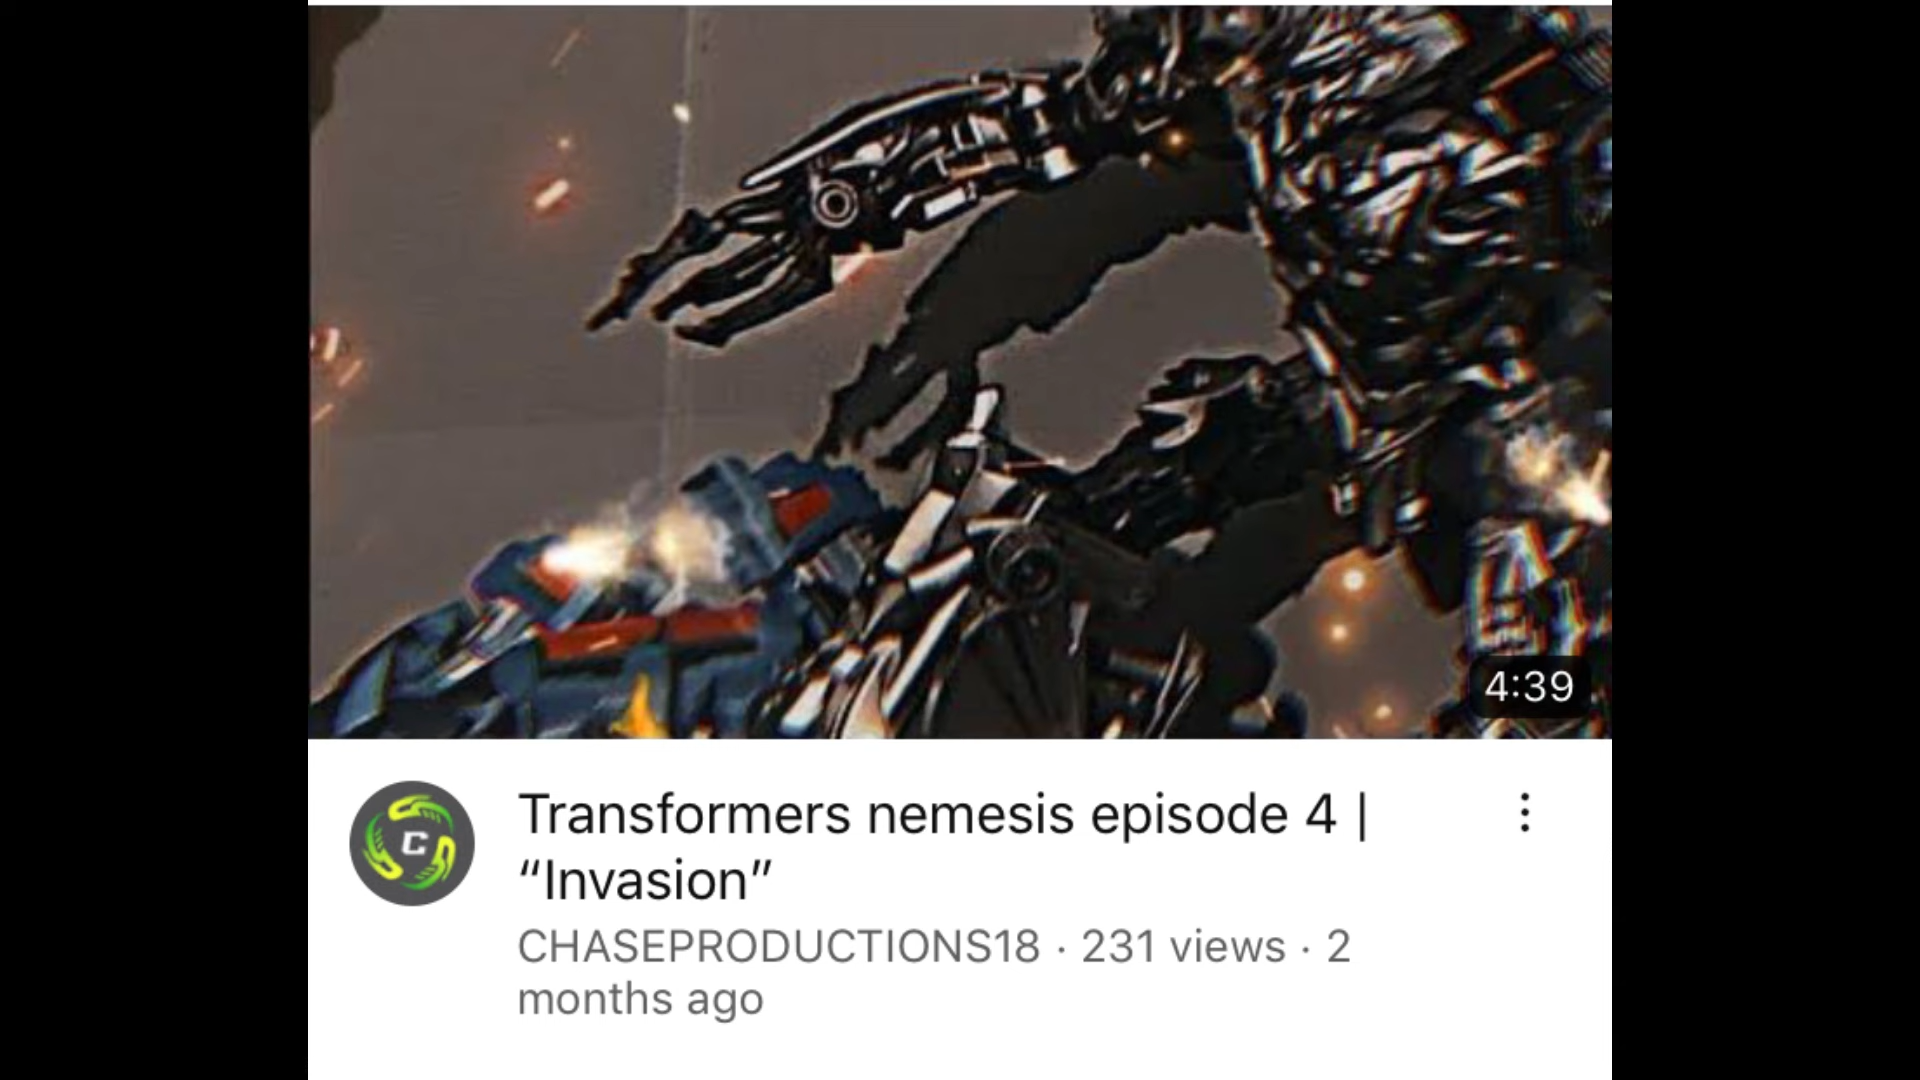 4:39
C
Transformers nemesis episode 4 |
“Invasion”
CHASEPRODUCTIONS18 · 231 views · 2
months ago